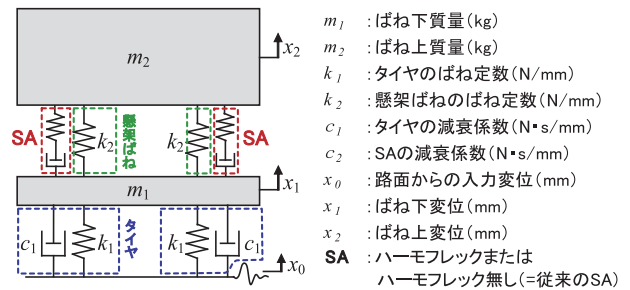 m2
x2
SA
k2
懸架ばね
k2
SA
m1
x1
c1
k1
タイヤ
k1
c1
x0
m1 :ばね下質量(kg)
m2 :ばね上質量(kg)
k1 :タイヤのばね定数(N/mm)
k2 :懸架ばねのばね定数(N/mm)
c1 :タイヤの減衰係数(N・s/mm)
c2 :SAの減衰係数(N・s/mm)
x0 :路面からの入力変位(mm)
x1 :ばね下変位(mm)
x2 :ばね上変位(mm)
SA :ハーモフレックまたは
ハーモフレック無し(=従来のSA)